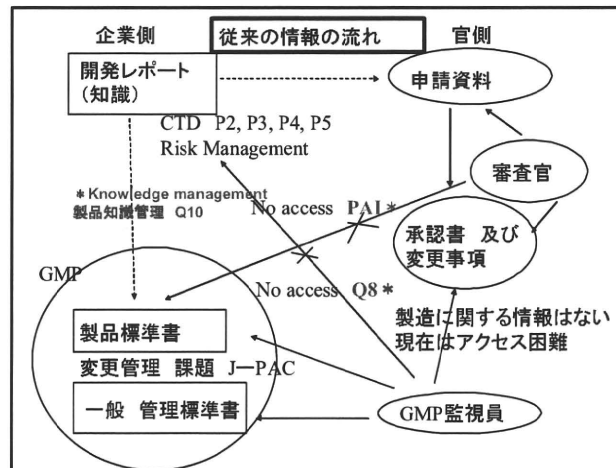 企業側
従来の情報の流れ
官側
開発レポート
(知識)
申請資料
CTD P2, P3, P4, P5
Risk Management
審査官
*Knowledge management
製品知識管理 Q10
No access PAI*
承認書 及び
変更事項
GMP
No access Q8*
製造に関する情報はない
現在はアクセス困難
製品標準書
変更管理 課題 J-PAC
一般 管理標準書
GMP監視員